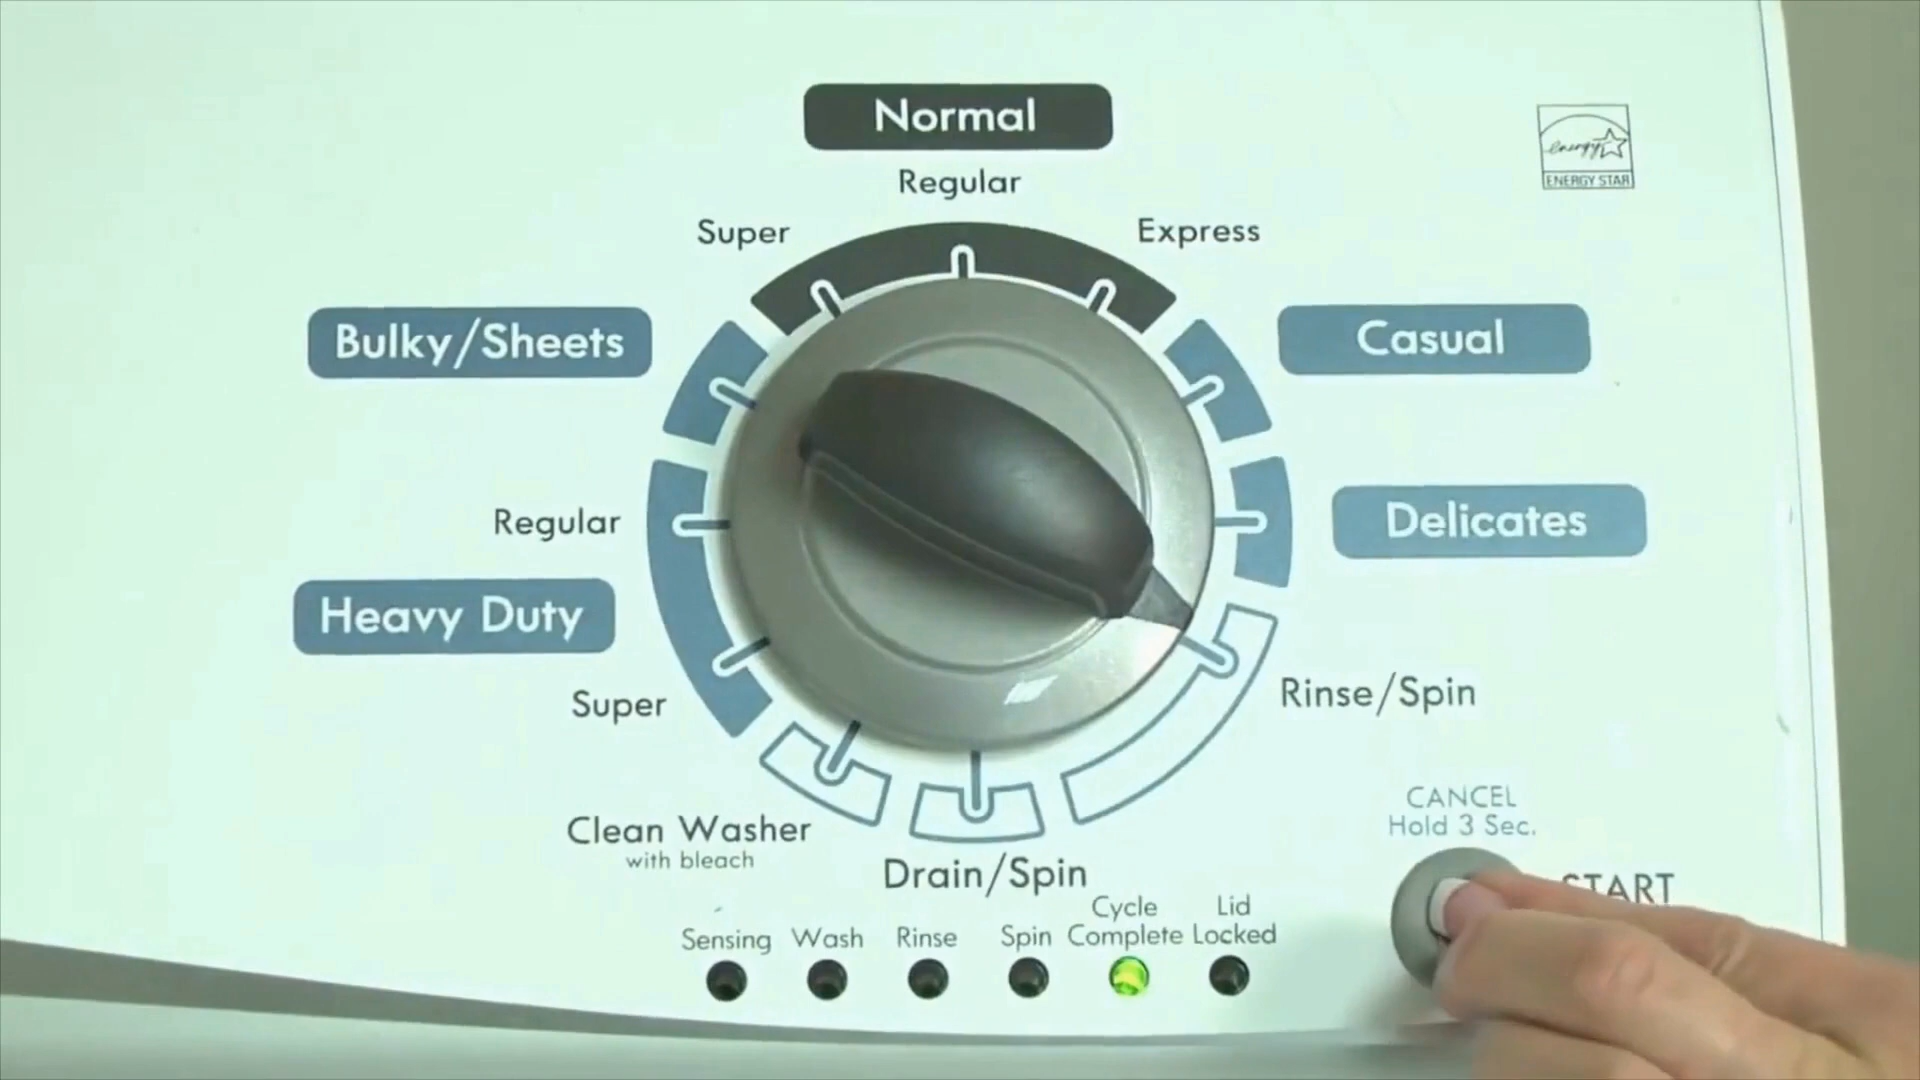 Normal
Regular
Super
Express
energy
ENERGY STAR
Bulky/Sheets
Casual
Regular
Delicates
Heavy Duty
Super
Rinse/Spin
CANCEL
Hold 3 Sec.
Clean Washer
with bleach
Drain/Spin
START
Sensing
Wash
Rinse
Spin
Cycle
Complete
Lid
Locked